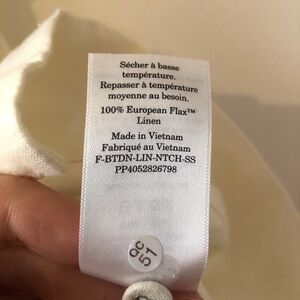 Sécher à basse
température.
Repasser à température
moyenne au besoin.
100% European Flax™
Linen
Made in Vietnam
Fabriqué au Vietnam
F-BTDN-LIN-NTCH-SS
PP4052826798
QC
51